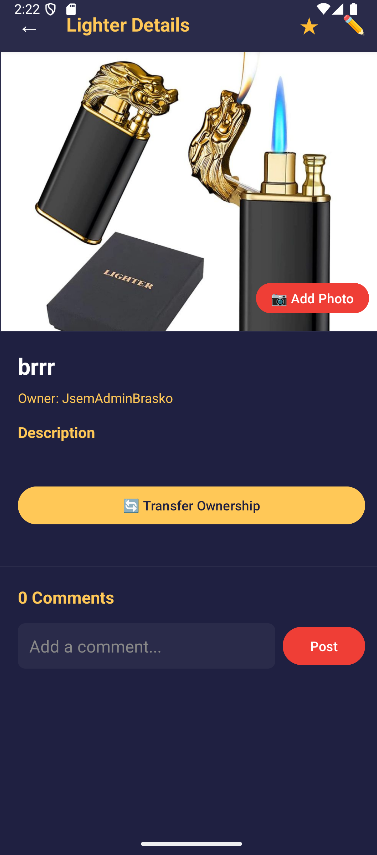 2:22
Lighter Details
LIGHTER
Add Photo
brrr
Owner: JsemAdminBrasko
Description
Transfer Ownership
0 Comments
Add a comment...
Post